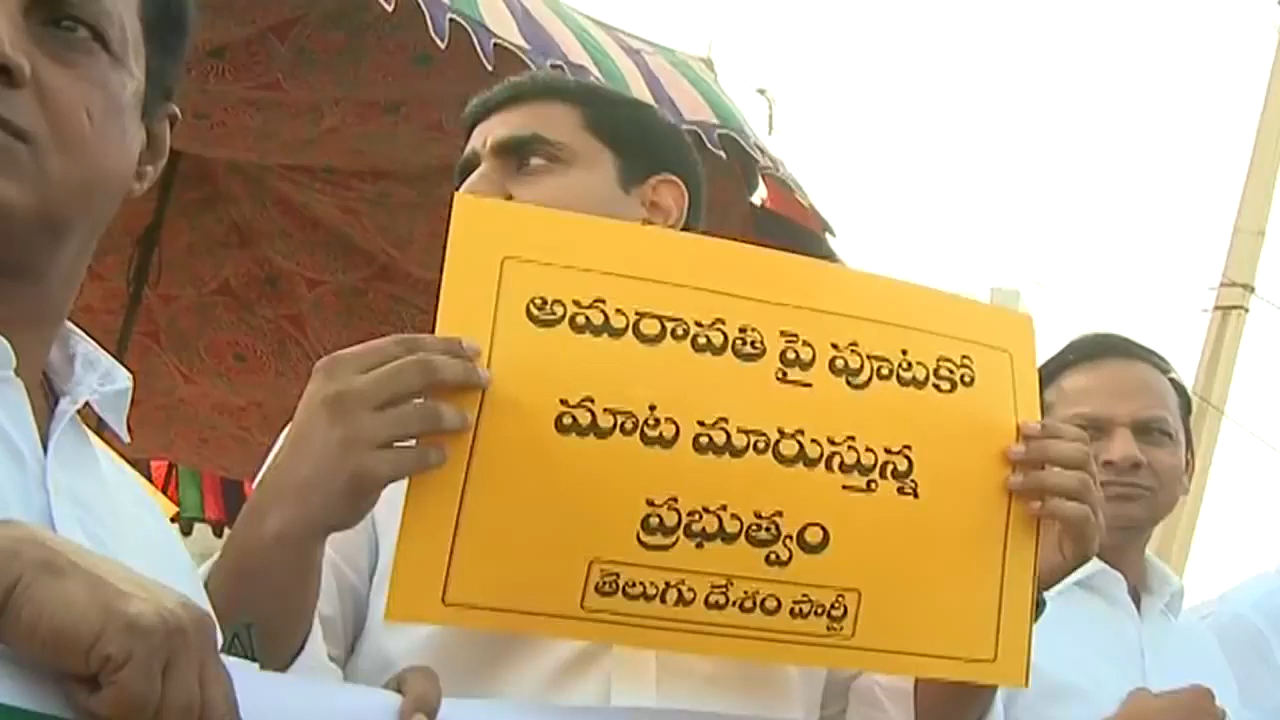 అమరావతి పై పూటకో
మాట మారుస్తున్న
ప్రభుత్వం
తెలుగు దేశం పార్టీ